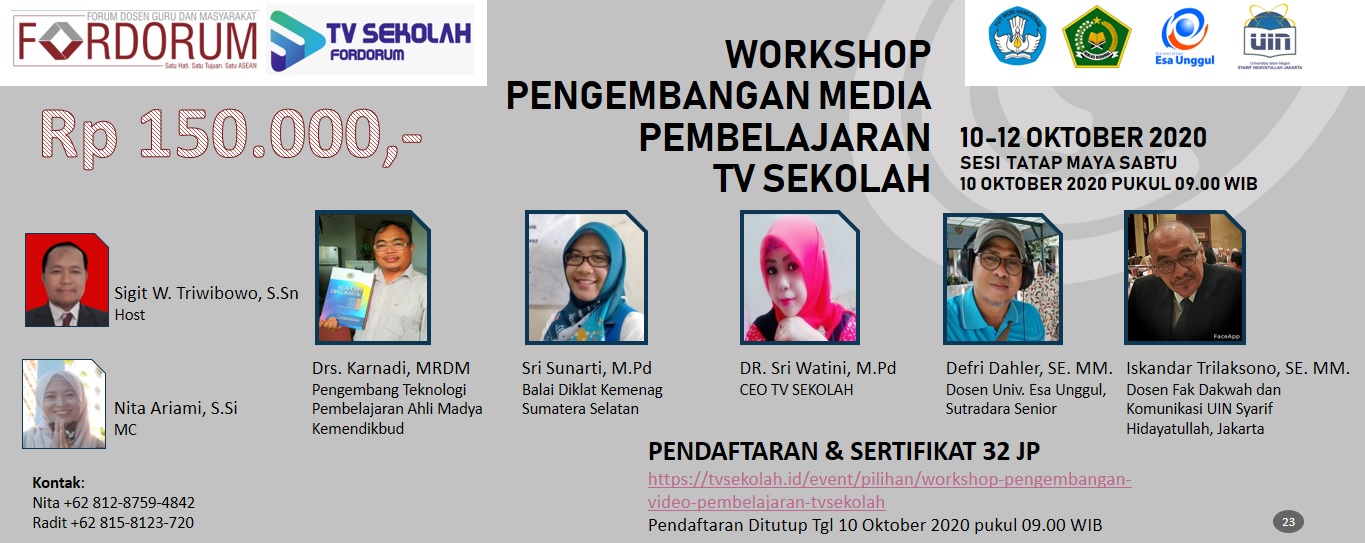 FORUM DOSEN GURU DAN MASYARAKAT
FORDORUM
Satu Hati. Satu Tujuan. Satu ASEAN
TV SEKOLAH
FORDORUM
Rp 150.000,-
WORKSHOP
PENGEMBANGAN MEDIA
PEMBELAJARAN
TV SEKOLAH
Universitas
Esa Unggul
UIN
Universitas Islam Negeri
SYARIF HIDAYATULLAH JAKARTA
10-12 OKTOBER 2020
SESI TATAP MAYA SABTU
10 OKTOBER 2020 PUKUL 09.00 WIB
Sigit W. Triwibowo, S.Sn
Host
Nita Ariami, S.Si
MC
Drs. Karnadi, MRDM
Pengembang Teknologi
Pembelajaran Ahli Madya
Kemendikbud
Sri Sunarti, M.Pd
Balai Diklat Kemenag
Sumatera Selatan
DR. Sri Watini, M.Pd
CEO TV SEKOLAH
Defri Dahler, SE. MM.
Dosen Univ. Esa Unggul,
Sutradara Senior
FaceApp
Iskandar Trilaksono, SE. MM.
Dosen Fak Dakwah dan
Komunikasi UIN Syarif
Hidayatullah, Jakarta
Kontak:
Nita +62 812-8759-4842
Radit +62 815-8123-720
PENDAFTARAN & SERTIFIKAT 32 JP
https://tvsekolah.id/event/pilihan/workshop-pengembangan-
video-pembelajaran-tvsekolah
Pendaftaran Ditutup Tgl 10 Oktober 2020 pukul 09.00 WIB
23